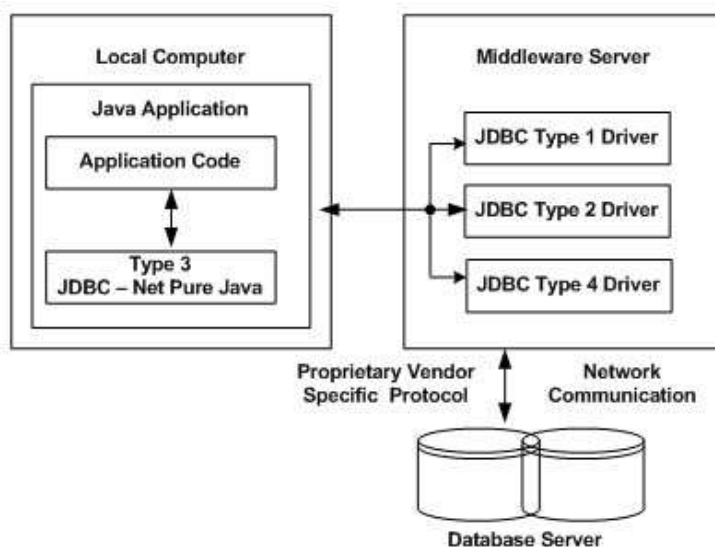 Local Computer
Java Application
Application Code
Type 3
JDBC – Net Pure Java
Middleware Server
JDBC Type 1 Driver
JDBC Type 2 Driver
JDBC Type 4 Driver
Proprietary Vendor
Specific Protocol
Network
Communication
Database Server